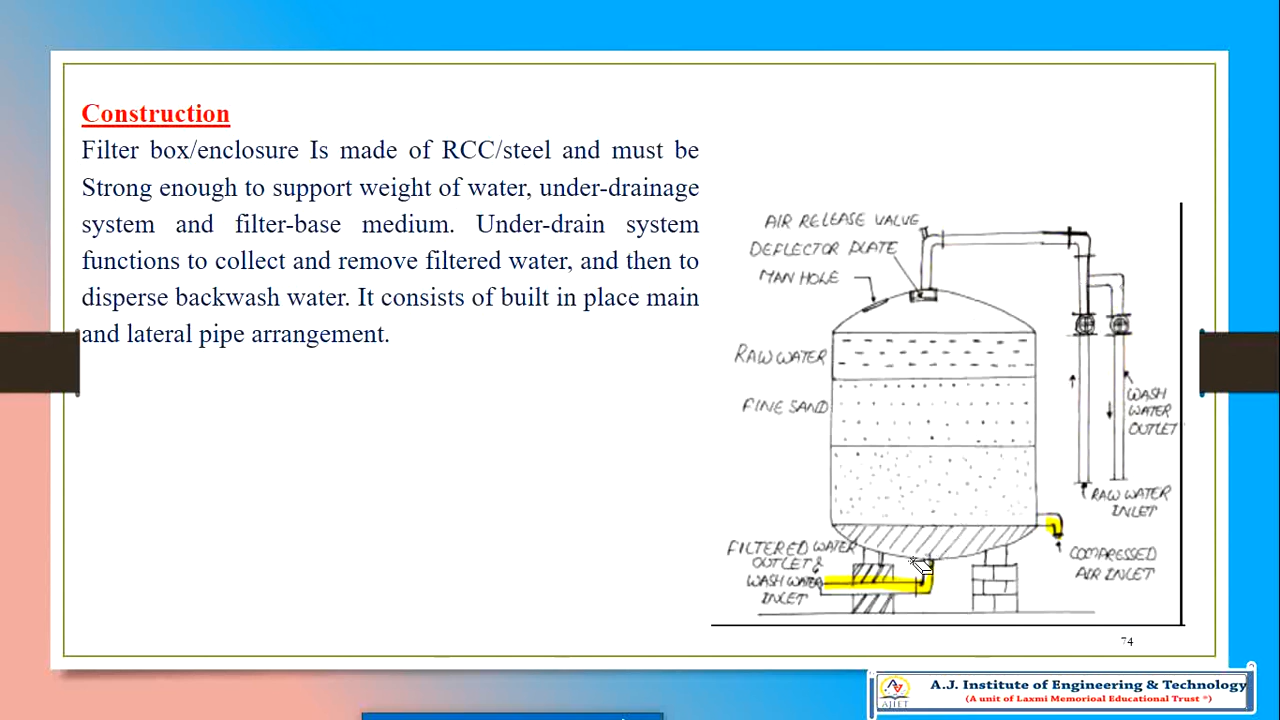 Construction
Filter box/enclosure Is made of RCC/steel and must be
Strong enough to support weight of water, under-drainage
system and filter-base medium. Under-drain system
functions to collect and remove filtered water, and then to
disperse backwash water. It consists of built in place main
and lateral pipe arrangement.
AIR RELEASE VALVE
DEFLECTOR PLATE
MAN HOLE
RAW WATER
FINE SAND
WASH
WATER
OUTLET
RAW WATER
INLET
FILTERED WATER
OUTLET &
WASH WATER
INLET
COMPRESSED
AIR INLET
74
A.J. Institute of Engineering & Technology
(A unit of Laxmi Memorioal Educational Trust ®)
AJIET